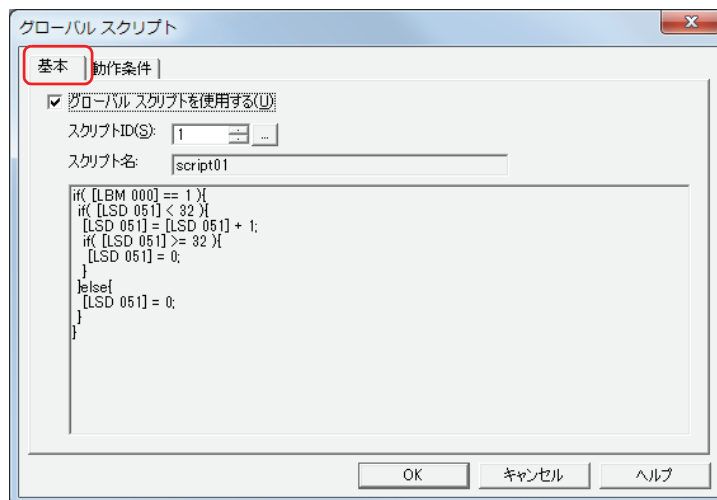 グローバル スクリプト
基本
動作条件
グローバル スクリプトを使用する(U)
スクリプトID(S):
1
...
スクリプト名:
script01
if( [LBM 000] == 1 ){
if( [LSD 051] < 32 ){
[LSD 051] = [LSD 051] + 1;
if( [LSD 051] >= 32 ){
[LSD 051] = 0;
}
}else{
[LSD 051] = 0;
}
}
OK
キャンセル
ヘルプ